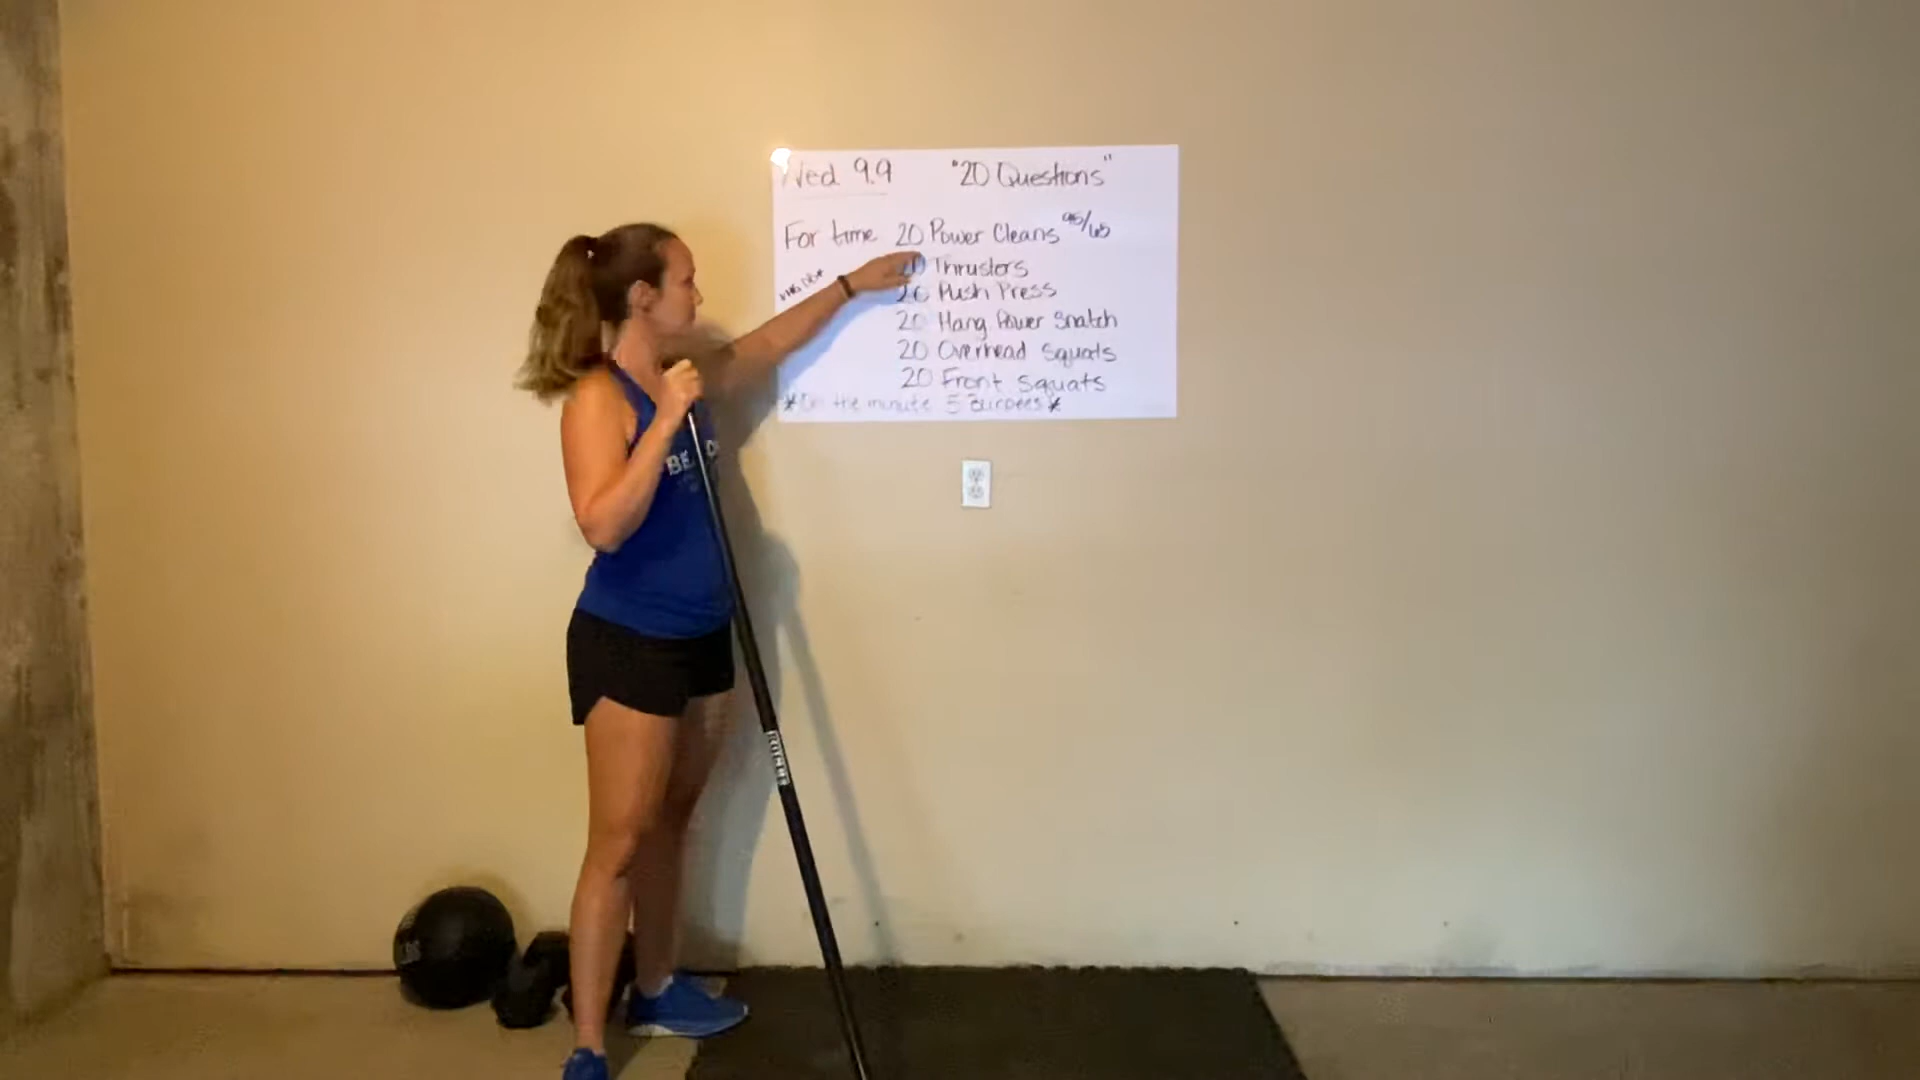 Wed 9.9 "20 Questions"
For time 20 Power Cleans 95/65
20 Thrusters
20 Push Press
20 Hang Power Snatch
20 Overhead Squats
20 Front Squats
*On the minute 5 Burpees*